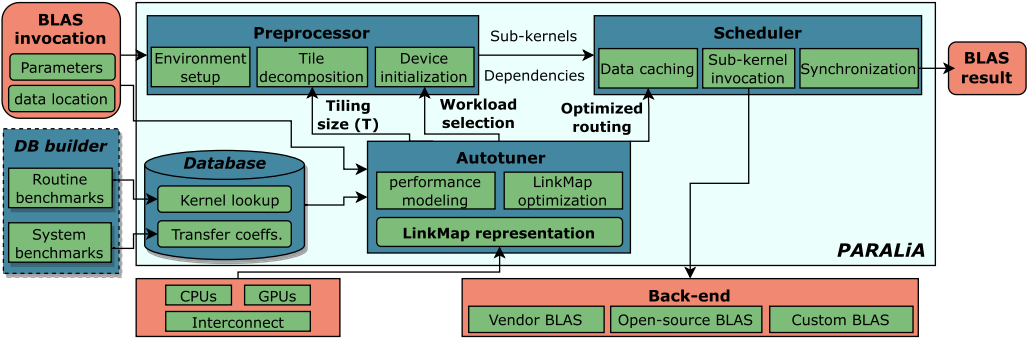 BLAS
invocation
Parameters
data location
Preprocessor
Environment
setup
Tile
decomposition
Device
initialization
Sub-kernels
Dependencies
Scheduler
Data caching
Sub-kernel
invocation
Synchronization
BLAS
result
Tiling
size (T)
Workload
selection
Optimized
routing
DB builder
Routine
benchmarks
System
benchmarks
Database
Kernel lookup
Transfer coeffs.
Autotuner
performance
modeling
LinkMap
optimization
LinkMap representation
PARALiA
CPUs
GPUs
Interconnect
Back-end
Vendor BLAS
Open-source BLAS
Custom BLAS